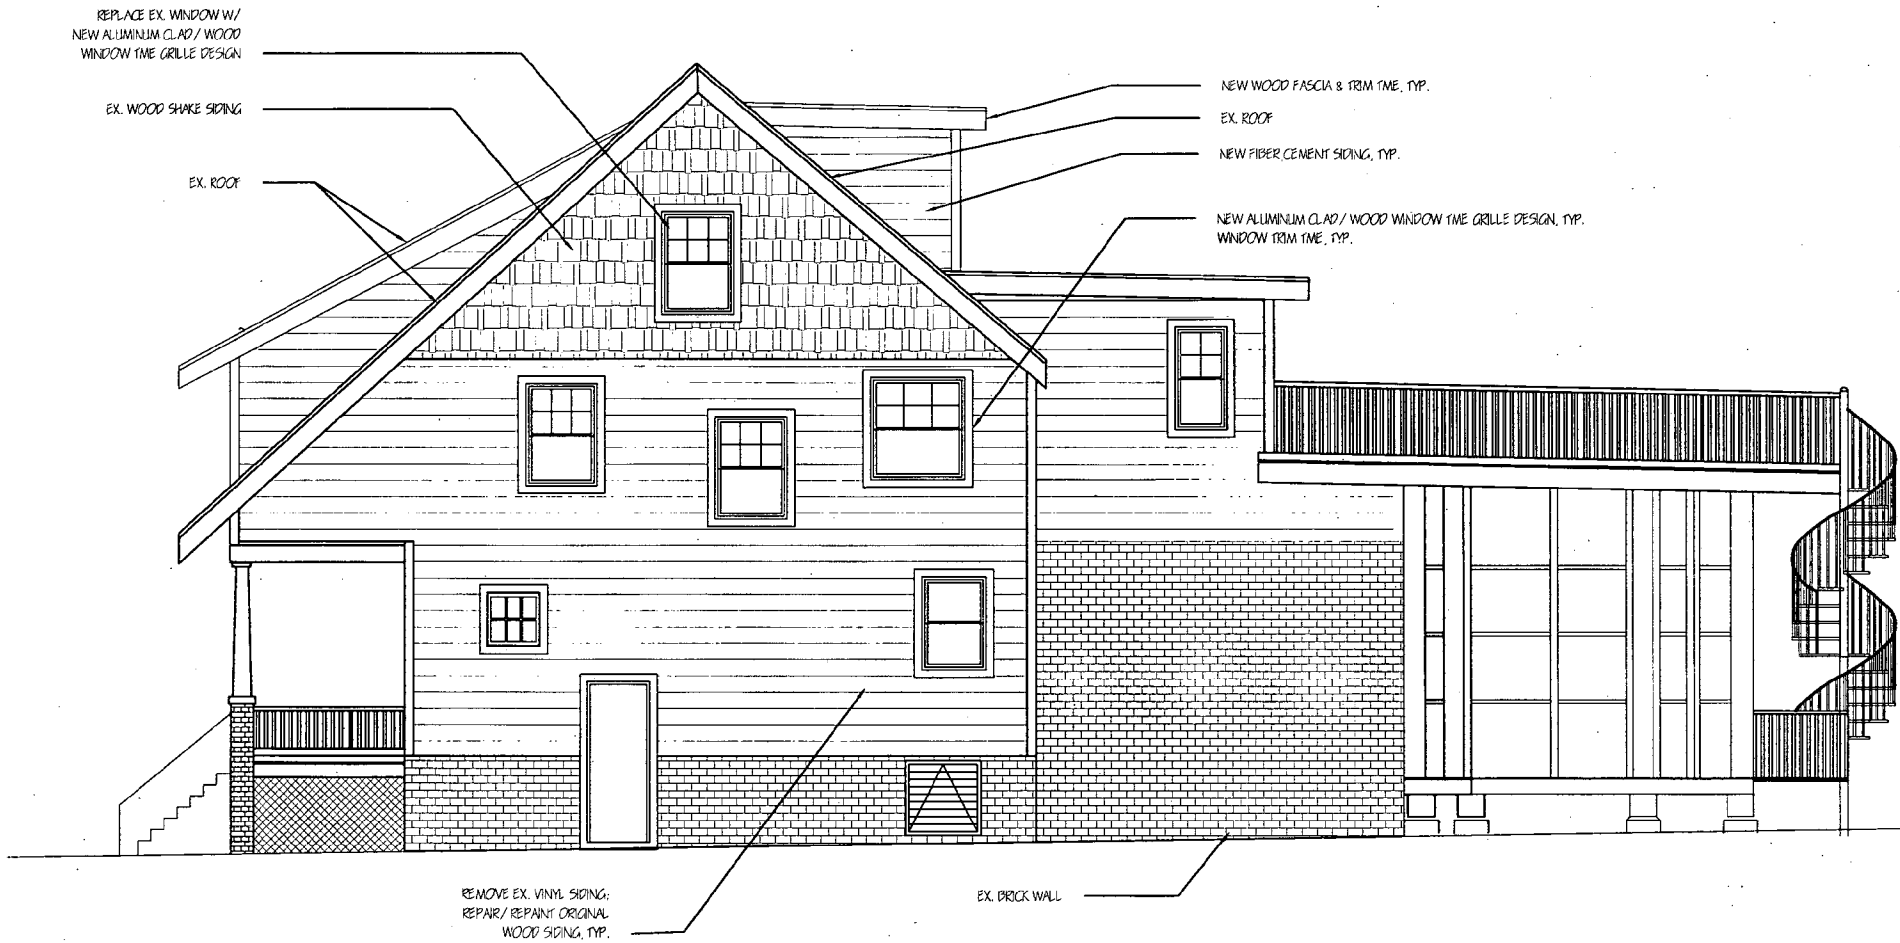 REPLACE EX. WINDOW W/
NEW ALUMINUM CLAD/ WOOD
WINDOW TME GRILLE DESIGN
EX. WOOD SHAKE SIDING
EX. ROOF
NEW WOOD FASCIA & TRIM TME, TYP.
EX. ROOF
NEW FIBER CEMENT SIDING, TYP.
NEW ALUMINUM CLAD/ WOOD WINDOW TME GRILLE DESIGN, TYP.
WINDOW TRIM TME, TYP.
REMOVE EX. VINYL SIDING;
REPAIR/ REPAINT ORIGINAL
WOOD SIDING, TYP.
EX. BRICK WALL